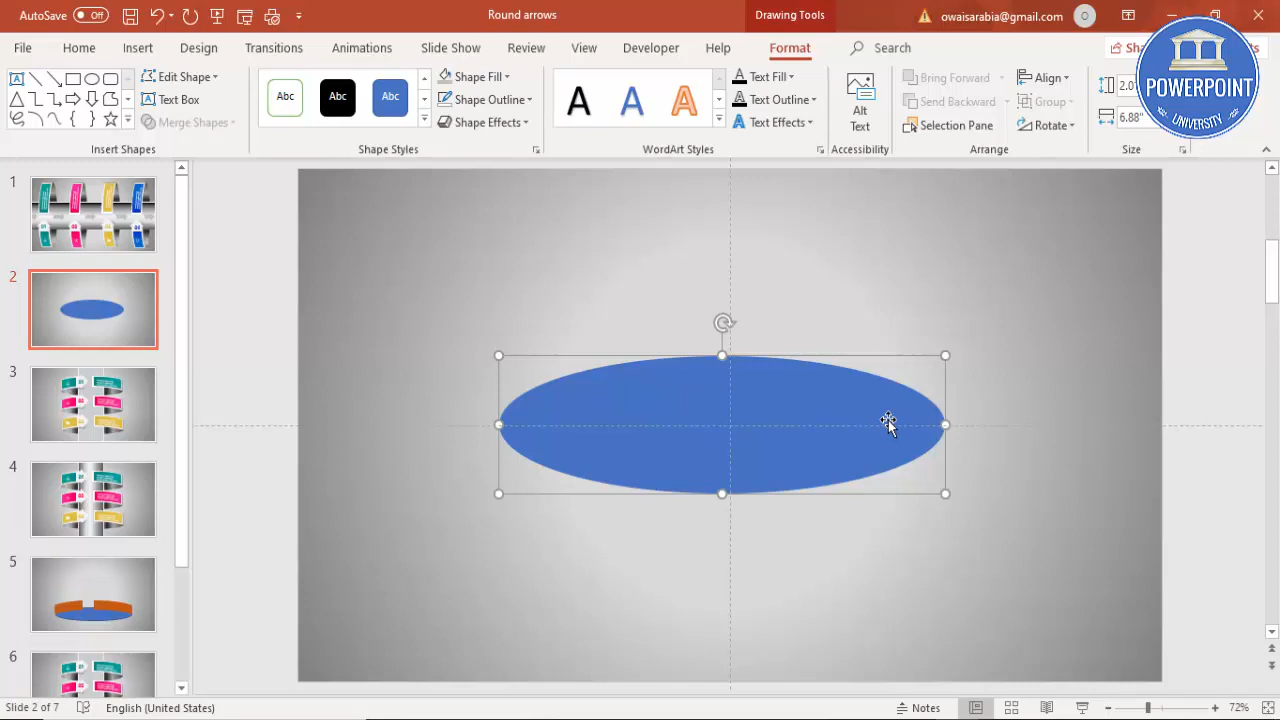 AutoSave Off
Round arrows
Drawing Tools
owaisarabia@gmail.com
O
File Home Insert Design Transitions Animations Slide Show Review View Developer Help Format Search
Edit Shape
Text Box
Merge Shapes
Insert Shapes
Abc Abc Abc
Shape Fill
Shape Outline
Shape Effects
Shape Styles
A A A
Text Fill
Text Outline
Text Effects
WordArt Styles
Alt
Text
Accessibility
Bring Forward
Send Backward
Selection Pane
Align
Group
Rotate
Arrange
6.88"
Size
POWERPOINT
UNIVERSITY
1
2
3
4
5
6
Slide 2 of 7
English (United States)
Notes
72%